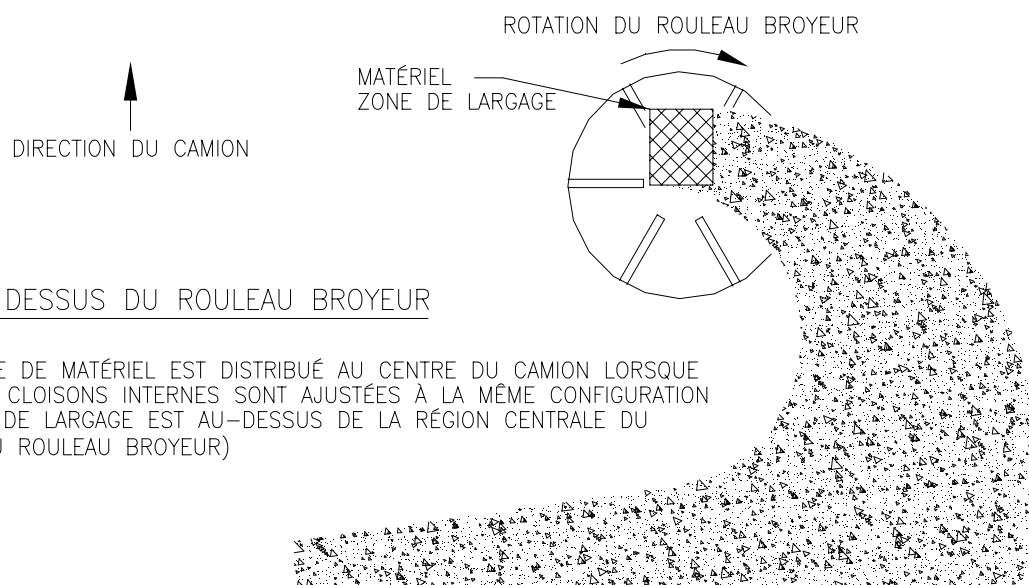 ROTATION DU ROULEAU BROYEUR
MATÉRIEL
ZONE DE LARGAGE
DIRECTION DU CAMION
DESSUS DU ROULEAU BROYEUR
DE MATÉRIEL EST DISTRIBUÉ AU CENTRE DU CAMION LORSQUE
CLOISONS INTERNES SONT AJUSTÉES À LA MÊME CONFIGURATION
DE LARGAGE EST AU-DESSUS DE LA RÉGION CENTRALE DU
ROULEAU BROYEUR)